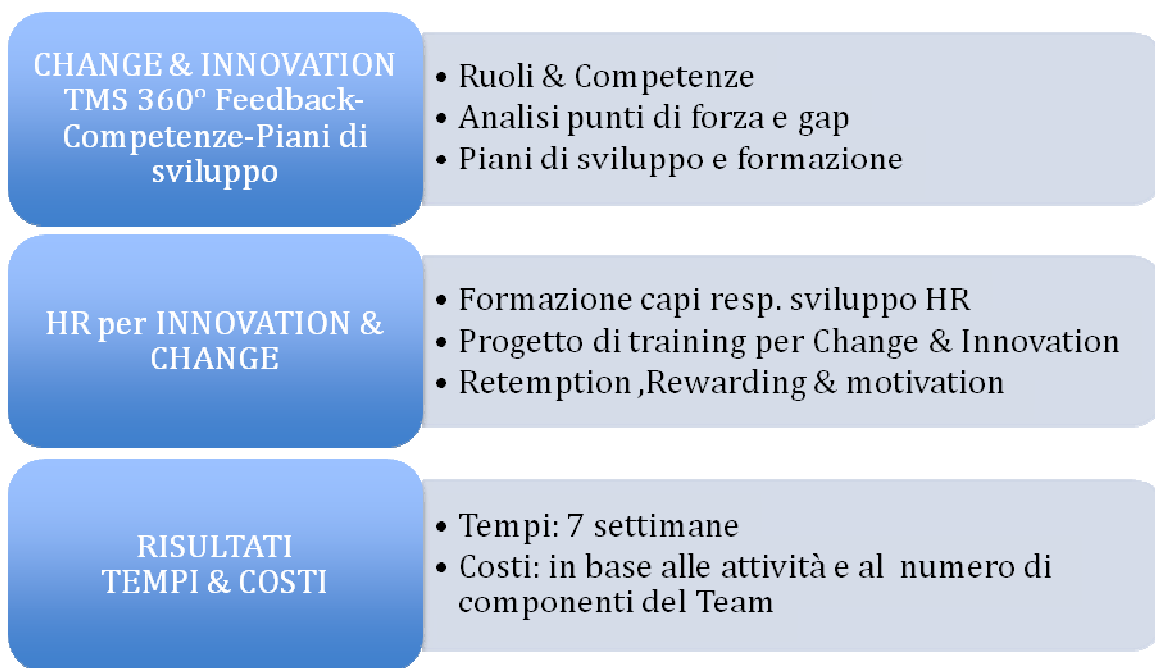 CHANGE & INNOVATION
TMS 360° Feedback-
Competenze-Piani di
sviluppo
• Ruoli & Competenze
• Analisi punti di forza e gap
• Piani di sviluppo e formazione
HR per INNOVATION &
CHANGE
• Formazione capi resp. sviluppo HR
• Progetto di training per Change & Innovation
• Retemption ,Rewarding & motivation
RISULTATI
TEMPI & COSTI
• Tempi: 7 settimane
• Costi: in base alle attività e al  numero di
componenti del Team